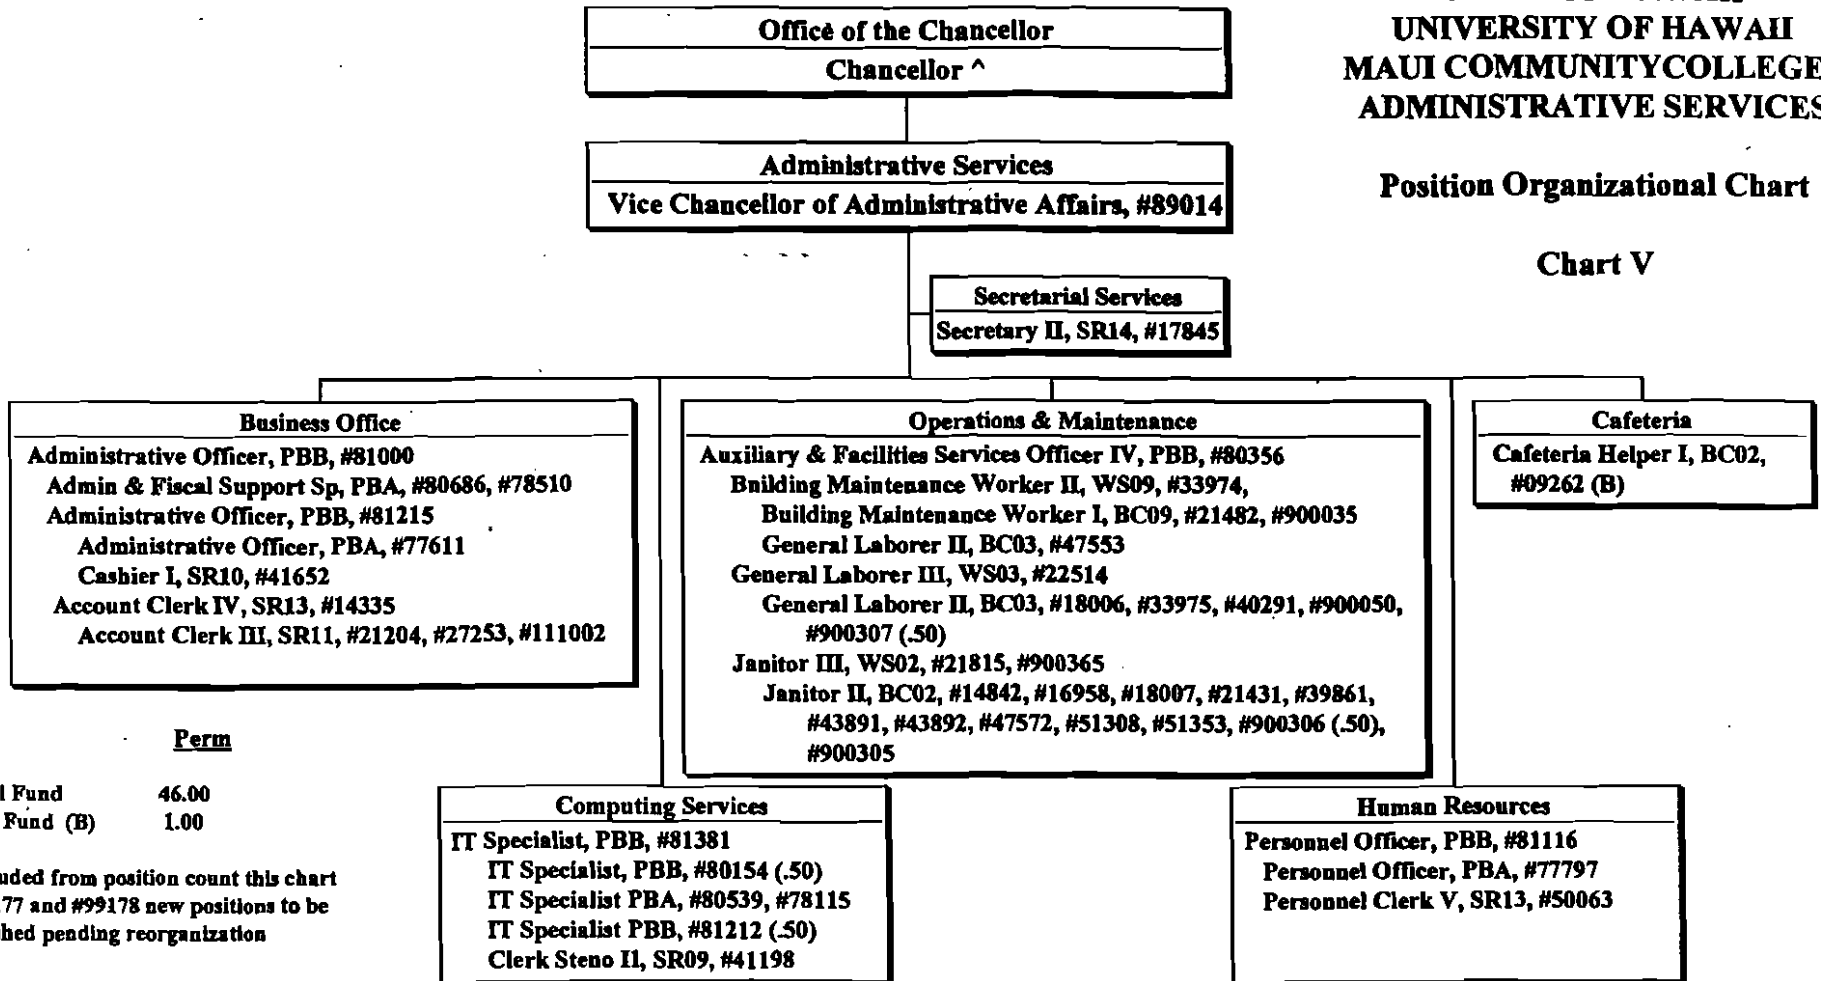 Office of the Chancellor
Chancellor ^
UNIVERSITY OF HAWAII
MAUI COMMUNITYCOLLEGE
ADMINISTRATIVE SERVICES
Position Organizational Chart
Chart V
Administrative Services
Vice Chancellor of Administrative Affairs, #89014
Secretarial Services
Secretary II, SR14, #17845
Business Office
Administrative Officer, PBB, #81000
Admin & Fiscal Support Sp, PBA, #80686, #78510
Administrative Officer, PBB, #81215
Administrative Officer, PBA, #77611
Cashier I, SR10, #41652
Account Clerk IV, SR13, #14335
Account Clerk III, SR11, #21204, #27253, #111002
Operations & Maintenance
Auxiliary & Facilities Services Officer IV, PBB, #80356
Building Maintenance Worker II, WS09, #33974,
Building Maintenance Worker I, BC09, #21482, #900035
General Laborer II, BC03, #47553
General Laborer III, WS03, #22514
General Laborer II, BC03, #18006, #33975, #40291, #900050,
#900307 (.50)
Janitor III, WS02, #21815, #900365
Janitor II, BC02, #14842, #16958, #18007, #21431, #39861,
#43891, #43892, #47572, #51308, #51353, #900306 (.50),
#900305
Cafeteria
Cafeteria Helper I, BC02,
#09262 (B)
Perm
l Fund 46.00
Fund (B) 1.00
uded from position count this chart
77 and #99178 new positions to be
hed pending reorganization
Computing Services
IT Specialist, PBB, #81381
IT Specialist, PBB, #80154 (.50)
IT Specialist PBA, #80539, #78115
IT Specialist PBB, #81212 (.50)
Clerk Steno II, SR09, #41198
Human Resources
Personnel Officer, PBB, #81116
Personnel Officer, PBA, #77797
Personnel Clerk V, SR13, #50063